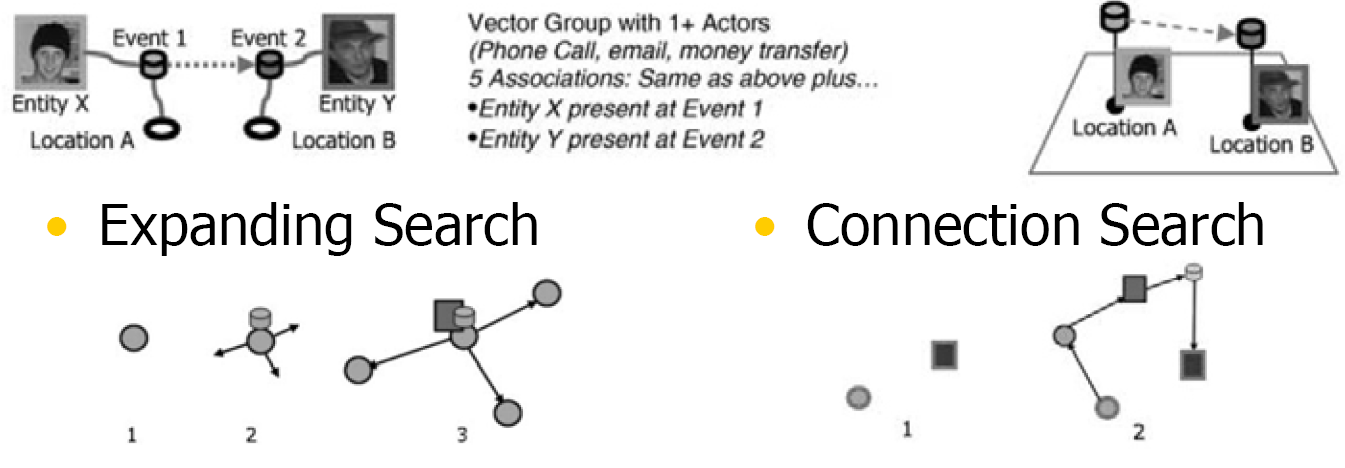 Event 1 Event 2
Entity X Entity Y
Location A Location B
Vector Group with 1+ Actors
(Phone Call, email, money transfer)
5 Associations: Same as above plus…
•Entity X present at Event 1
•Entity Y present at Event 2
Location A
Location B
• Expanding Search
1 2 3
• Connection Search
1 2